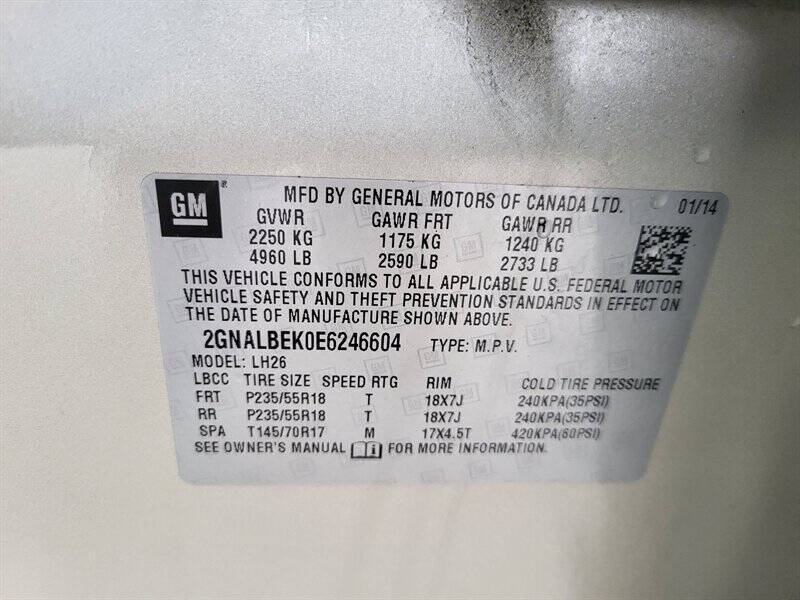 GM ® MFD BY GENERAL MOTORS OF CANADA LTD. 01/14
GVWR GAWR FRT GAWR RR
2250 KG 1175 KG 1240 KG
4960 LB 2590 LB 2733 LB
THIS VEHICLE CONFORMS TO ALL APPLICABLE U.S. FEDERAL MOTOR
VEHICLE SAFETY AND THEFT PREVENTION STANDARDS IN EFFECT ON
THE DATE OF MANUFACTURE SHOWN ABOVE.
2GNALBEK0E6246604 TYPE: M.P.V.
MODEL: LH26
LBCC TIRE SIZE SPEED RTG RIM COLD TIRE PRESSURE
FRT P235/55R18 T 18X7J 240KPA(35PSI)
RR P235/55R18 T 18X7J 240KPA(35PSI)
SPA T145/70R17 M 17X4.5T 420KPA(60PSI)
SEE OWNER'S MANUAL FOR MORE INFORMATION.